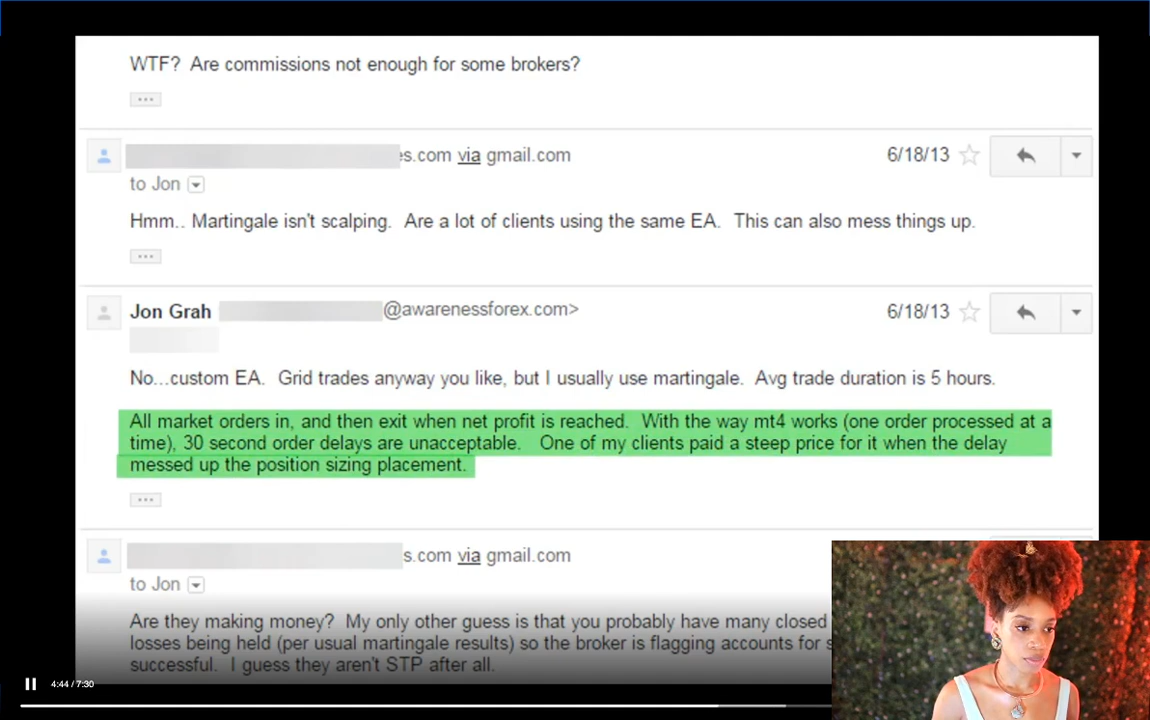 WTF? Are commissions not enough for some brokers?
es.com via gmail.com
6/18/13
to Jon
Hmm.. Martingale isn't scalping. Are a lot of clients using the same EA. This can also mess things up.
Jon Grah @awarenessforex.com>
6/18/13
No...custom EA. Grid trades anyway you like, but I usually use martingale. Avg trade duration is 5 hours.
All market orders in, and then exit when net profit is reached. With the way mt4 works (one order processed at a
time), 30 second order delays are unacceptable. One of my clients paid a steep price for it when the delay
messed up the position sizing placement.
s.com via gmail.com
to Jon
Are they making money? My only other guess is that you probably have many closed
losses being held (per usual martingale results) so the broker is flagging accounts for
successful. I guess they aren't STP after all.
4:44 / 7:30